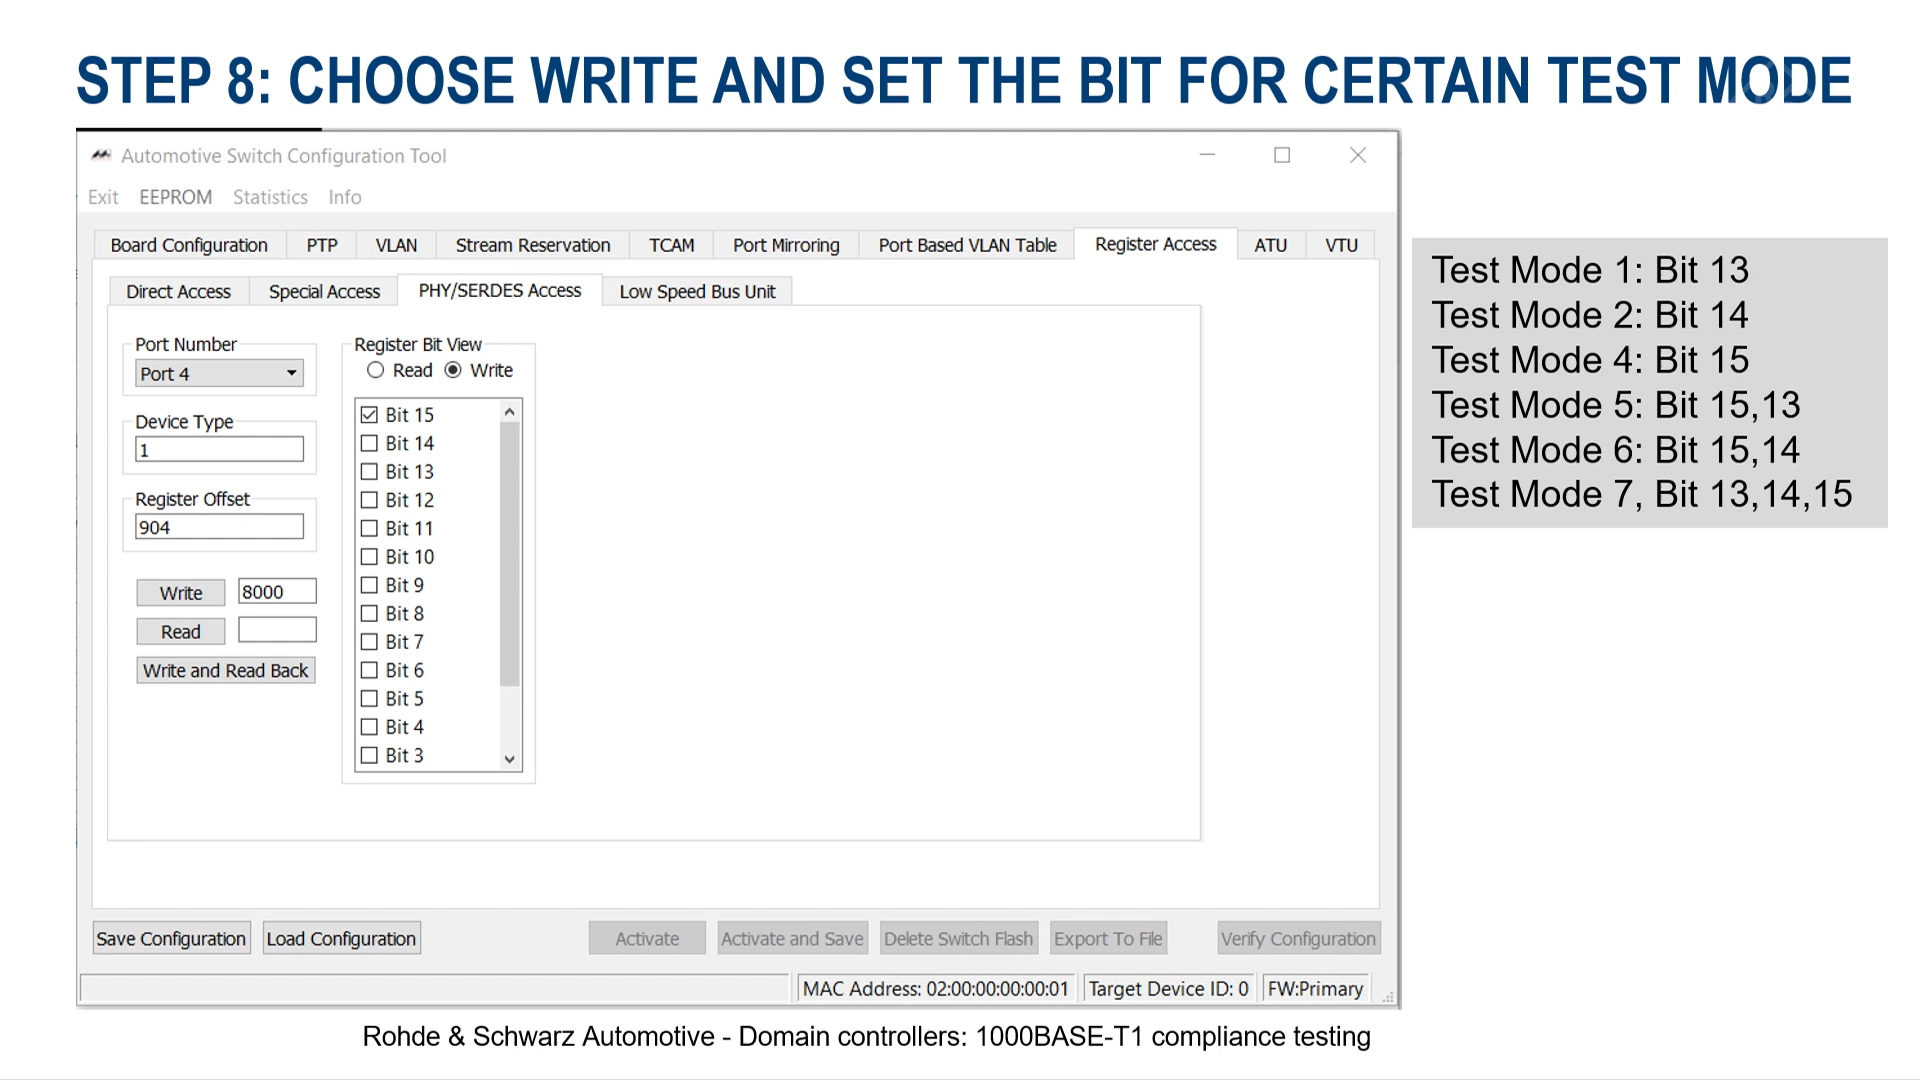 STEP 8: CHOOSE WRITE AND SET THE BIT FOR CERTAIN TEST MODE
Automotive Switch Configuration Tool
Exit EEPROM Statistics Info
Board Configuration PTP VLAN Stream Reservation TCAM Port Mirroring Port Based VLAN Table Register Access ATU VTU
Direct Access Special Access PHY/SERDES Access Low Speed Bus Unit
Port Number
Port 4
Device Type
1
Register Offset
904
Write 8000
Read
Write and Read Back
Register Bit View
Read Write
Bit 15
Bit 14
Bit 13
Bit 12
Bit 11
Bit 10
Bit 9
Bit 8
Bit 7
Bit 6
Bit 5
Bit 4
Bit 3
Test Mode 1: Bit 13
Test Mode 2: Bit 14
Test Mode 4: Bit 15
Test Mode 5: Bit 15,13
Test Mode 6: Bit 15,14
Test Mode 7, Bit 13,14,15
Save Configuration Load Configuration Activate Activate and Save Delete Switch Flash Export To File Verify Configuration
MAC Address: 02:00:00:00:00:01 Target Device ID: 0 FW:Primary
Rohde & Schwarz Automotive - Domain controllers: 1000BASE-T1 compliance testing